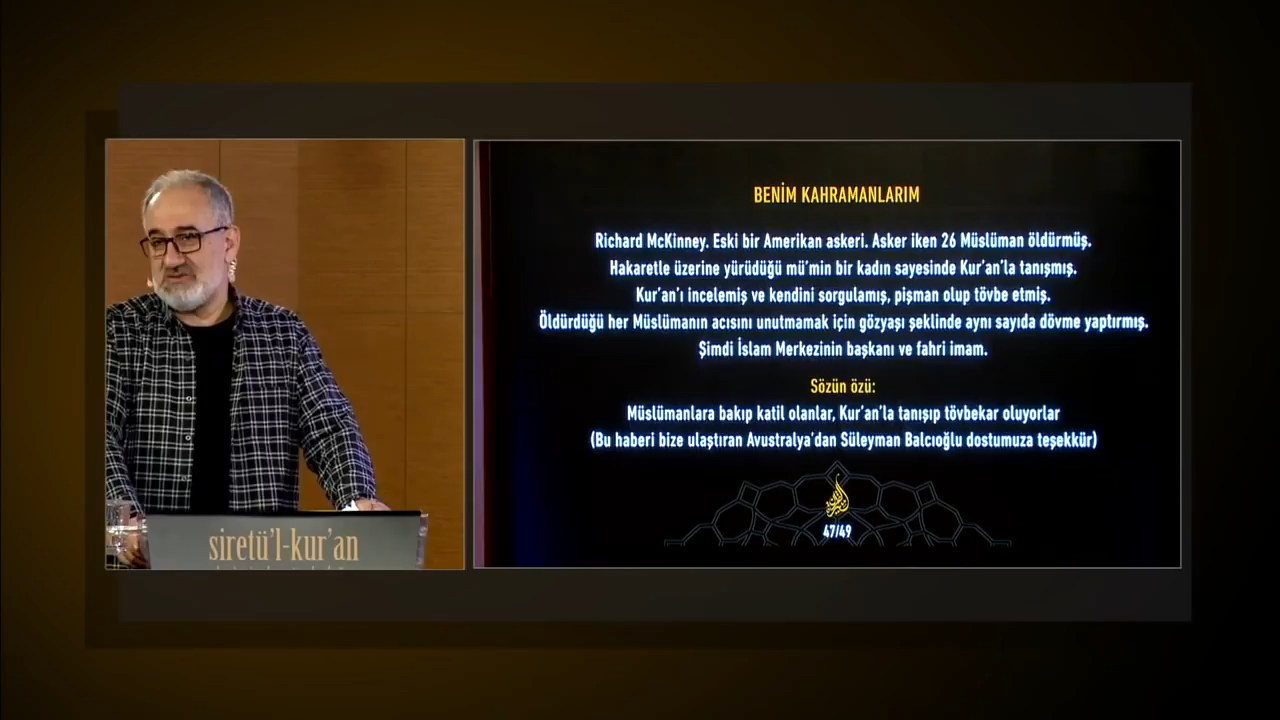 BENİM KAHRAMANLARIM
Richard McKinney. Eski bir Amerikan askeri. Asker iken 26 Müslüman öldürmüş.
Hakaretle üzerine yürüdüğü mü'min bir kadın sayesinde Kur'an'la tanışmış.
Kur'an'ı incelemiş ve kendini sorgulamış, pişman olup tövbe etmiş.
Öldürdüğü her Müslümanın acısını unutmamak için gözyaşı şeklinde aynı sayıda dövme yaptırmış.
Şimdi İslam Merkezinin başkanı ve fahri imam.
Sözün özü:
Müslümanlara bakıp katil olanlar, Kur'an'la tanışıp tövbekar oluyorlar
(Bu haberi bize ulaştıran Avustralya'dan Süleyman Balcıoğlu dostumuza teşekkür)
47/49
siretü'l-kur'an